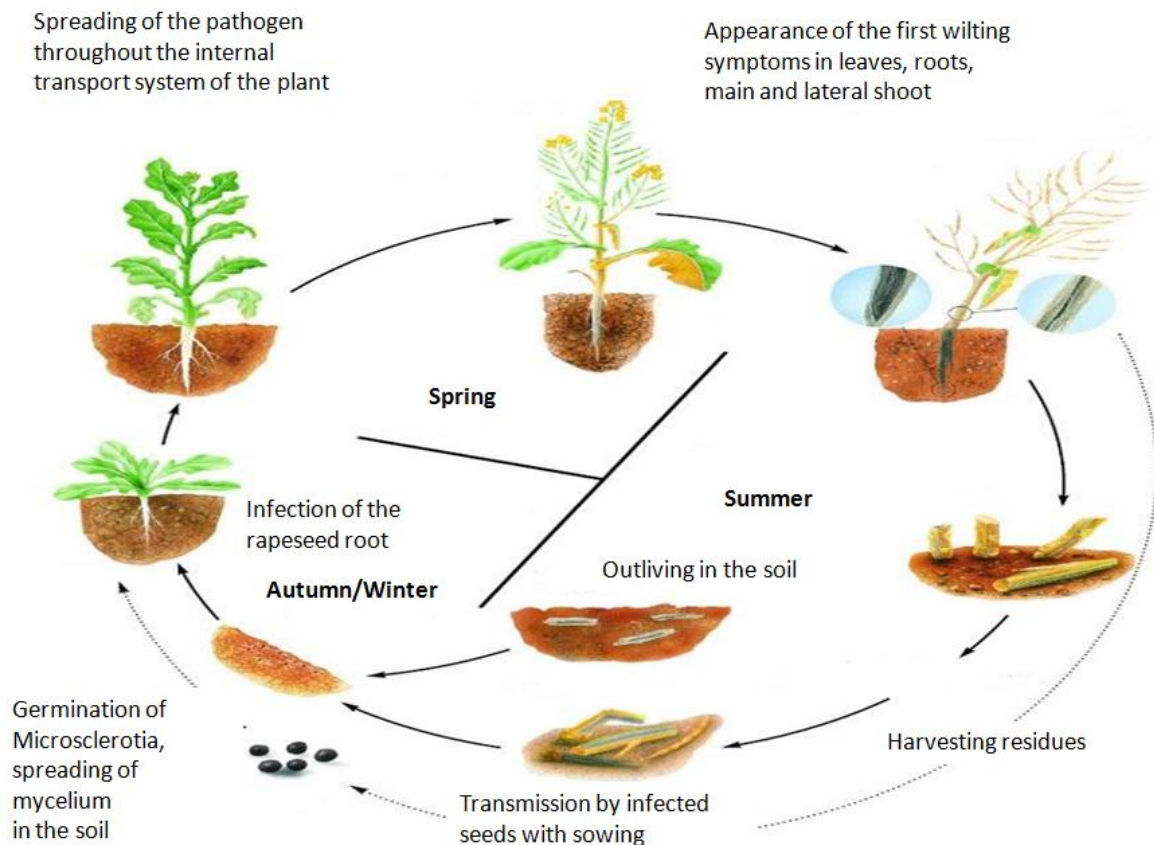 Spreading of the pathogen
throughout the internal
transport system of the plant
Appearance of the first wilting
symptoms in leaves, roots,
main and lateral shoot
Spring
Summer
Infection of the
rapeseed root
Autumn/Winter
Outliving in the soil
Germination of
Microsclerotia,
spreading of
mycelium
in the soil
Transmission by infected
seeds with sowing
Harvesting residues